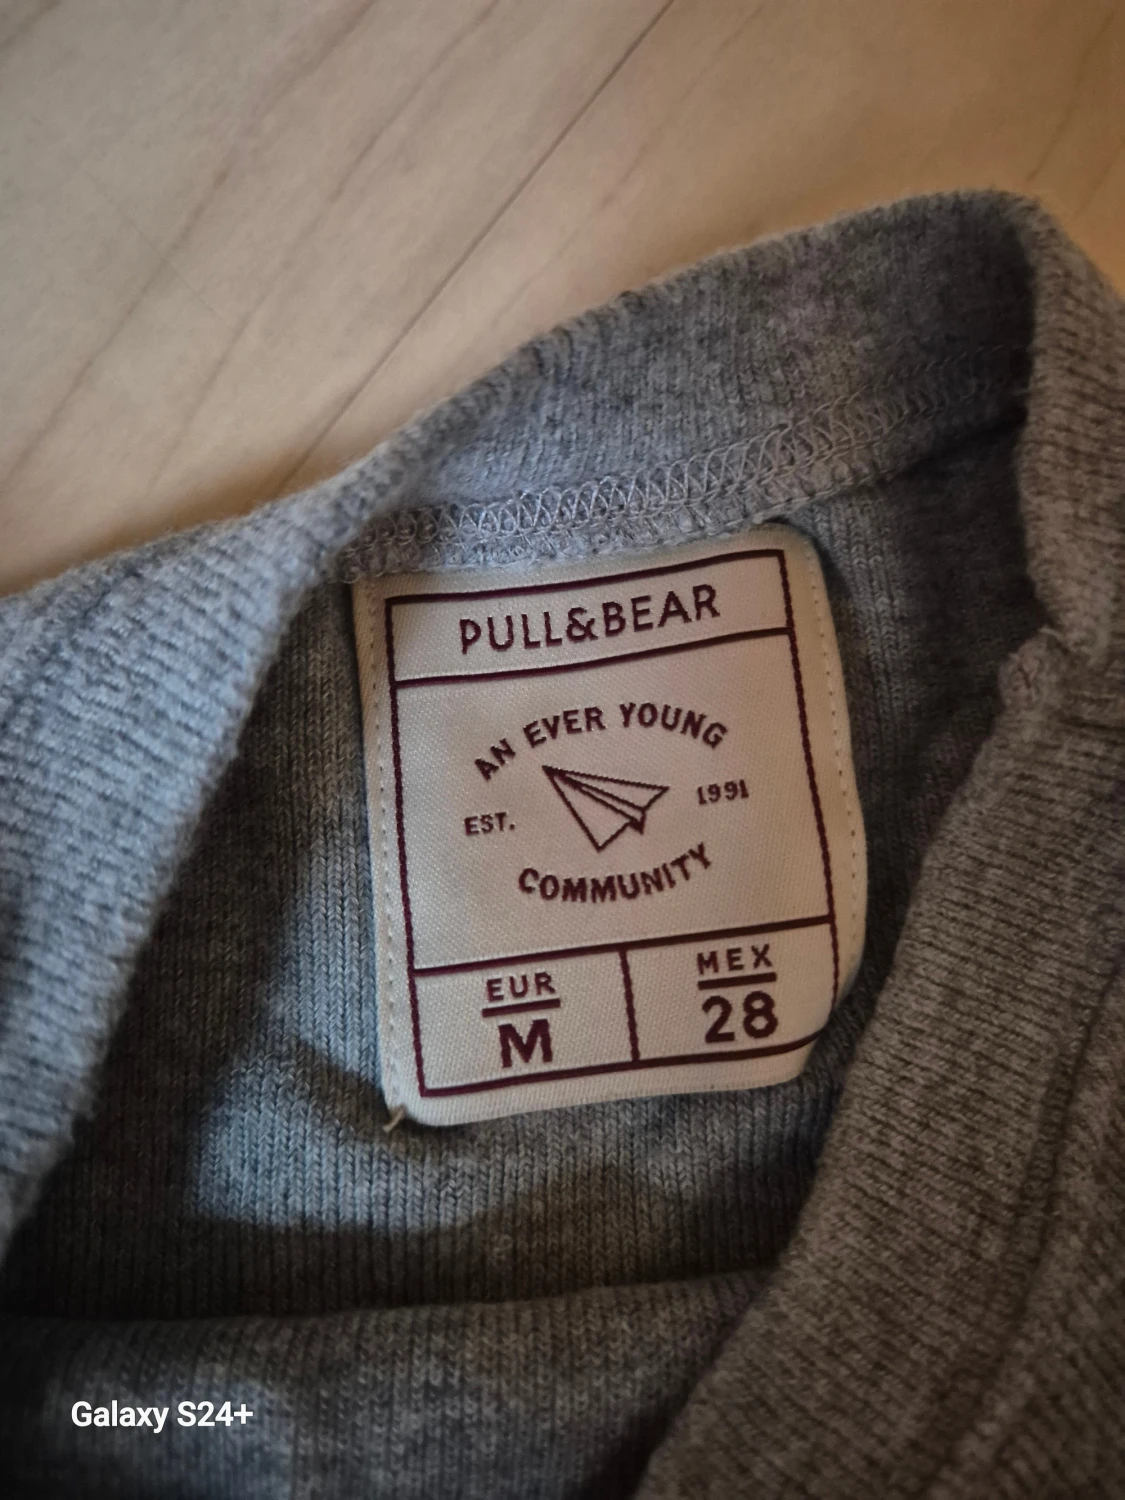 PULL&BEAR
AN EVER YOUNG
EST. 1991
COMMUNITY
EUR MEX
M 28
Galaxy S24+